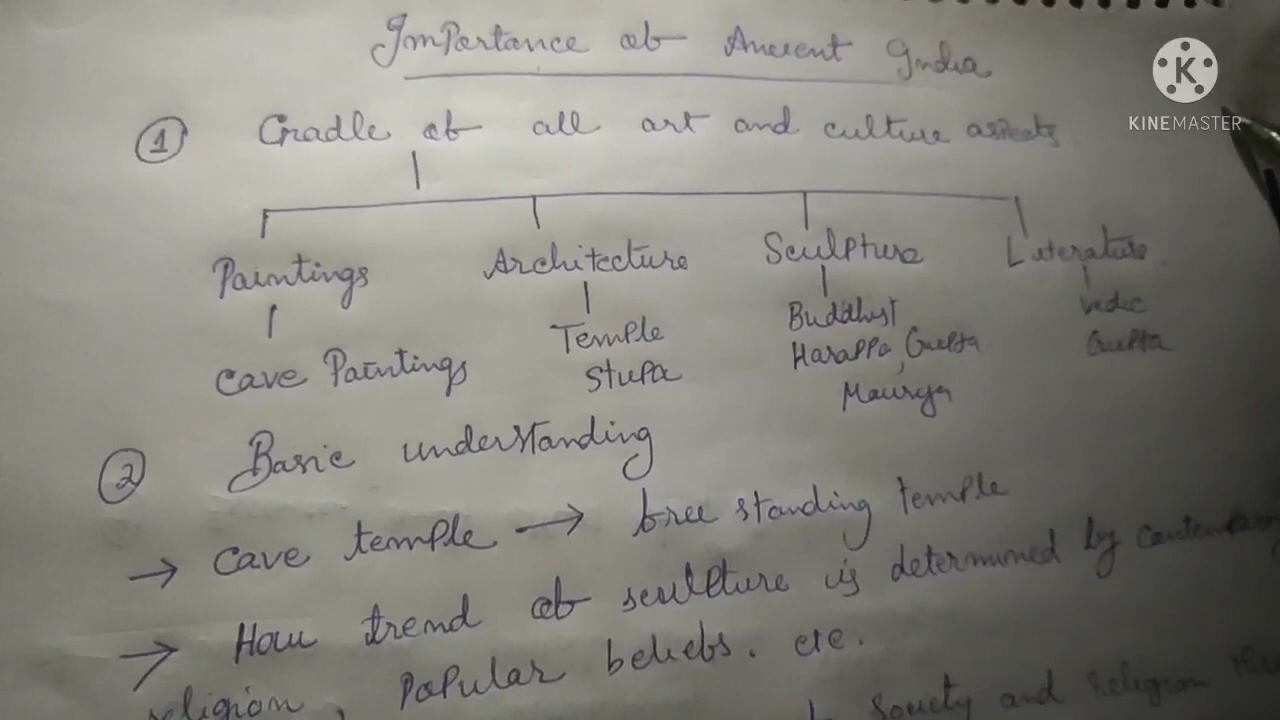 Importance of Ancient India
KINEMASTER
1 Cradle of all art and culture aspects
Paintings Architecture Sculpture Literature
Cave Paintings
Temple
Stupa
Buddhist
Harappa, Gupta,
Maurya
Vedic
Gupta
2 Basic understanding
→ Cave temple → free standing temple
→ How trend of sculpture is determined by
religion, Popular beliefs. etc.
society and religion